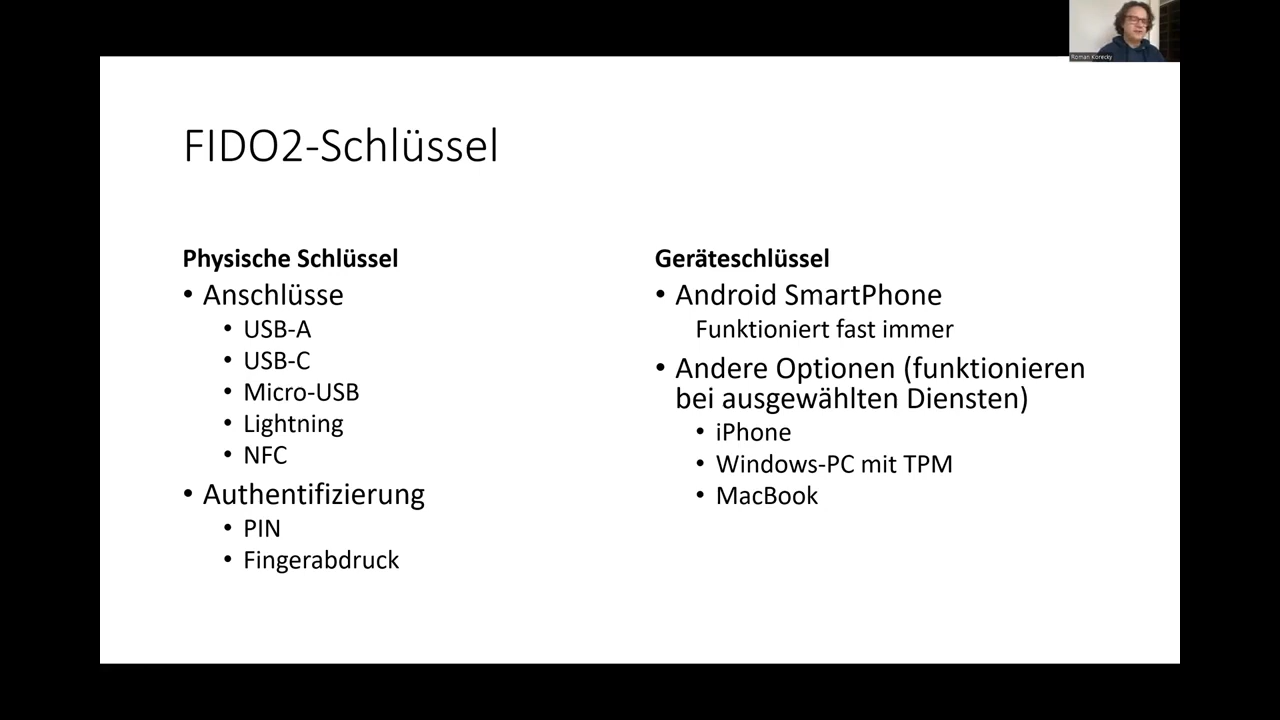 Roman Korecky
FIDO2-Schlüssel
Physische Schlüssel
• Anschlüsse
• USB-A
• USB-C
• Micro-USB
• Lightning
• NFC
• Authentifizierung
• PIN
• Fingerabdruck
Geräteschlüssel
• Android SmartPhone
Funktioniert fast immer
• Andere Optionen (funktionieren
bei ausgewählten Diensten)
• iPhone
• Windows-PC mit TPM
• MacBook